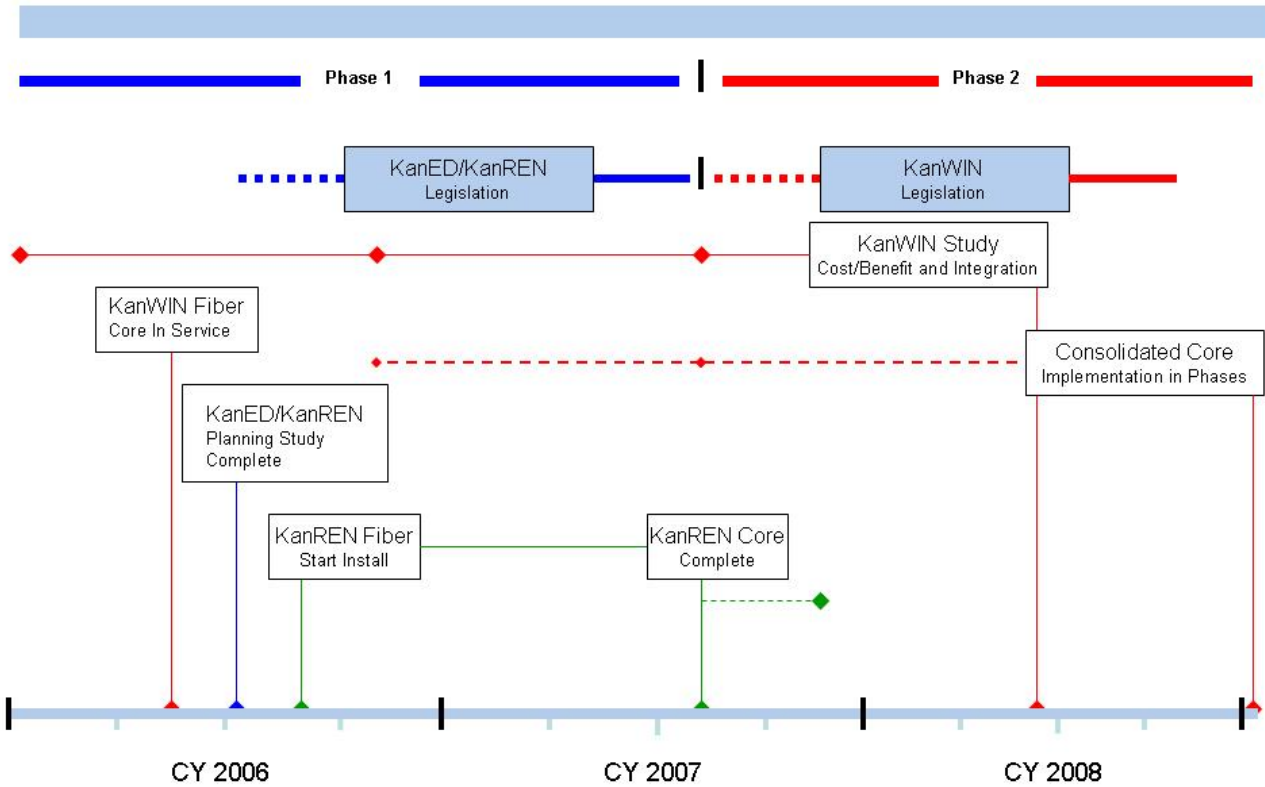 Phase 1
Phase 2
KanED/KanREN
Legislation
KanWIN
Legislation
KanWIN Study
Cost/Benefit and Integration
KanWIN Fiber
Core In Service
Consolidated Core
Implementation in Phases
KanED/KanREN
Planning Study
Complete
KanREN Fiber
Start Install
KanREN Core
Complete
CY 2006
CY 2007
CY 2008